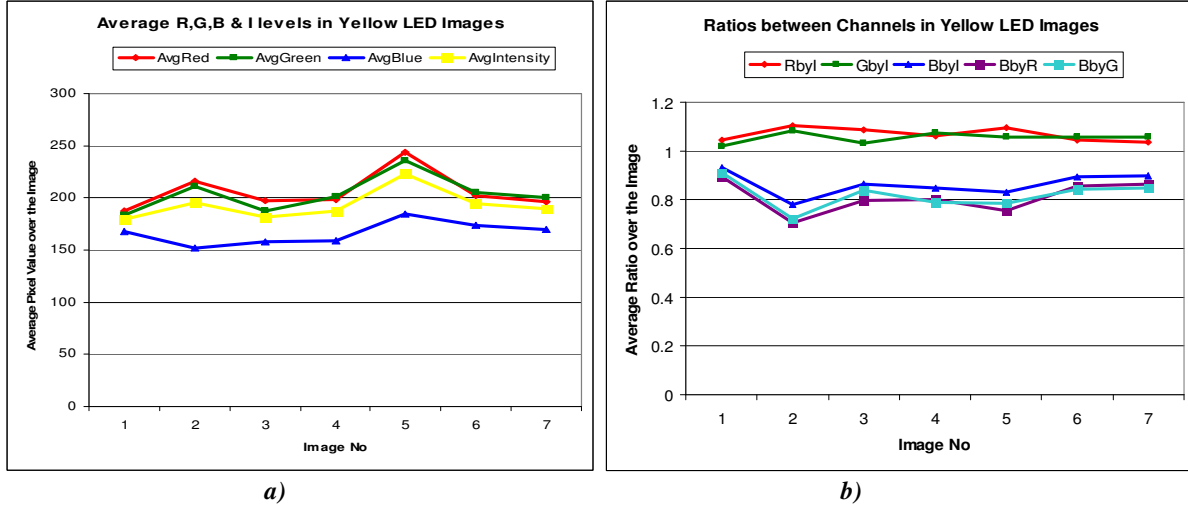 Average R,G,B & I levels in Yellow LED Images
AvgRed AvgGreen AvgBlue AvgIntensity
Average Pixel Value over the Image
300
250
200
150
100
50
0
1 2 3 4 5 6 7
Image No
a)
Ratios between Channels in Yellow LED Images
RbyI GbyI BbyI BbyR BbyG
Average Ratio over the Image
1.2
1
0.8
0.6
0.4
0.2
0
1 2 3 4 5 6 7
Image No
b)